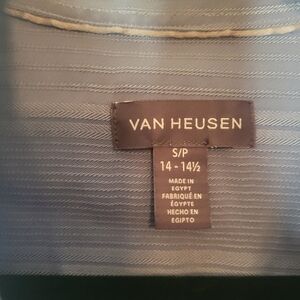 VAN HEUSEN
S/P
14 - 14½
MADE IN
EGYPT
FABRIQUÉ EN
ÉGYPTE
HECHO EN
EGIPTO